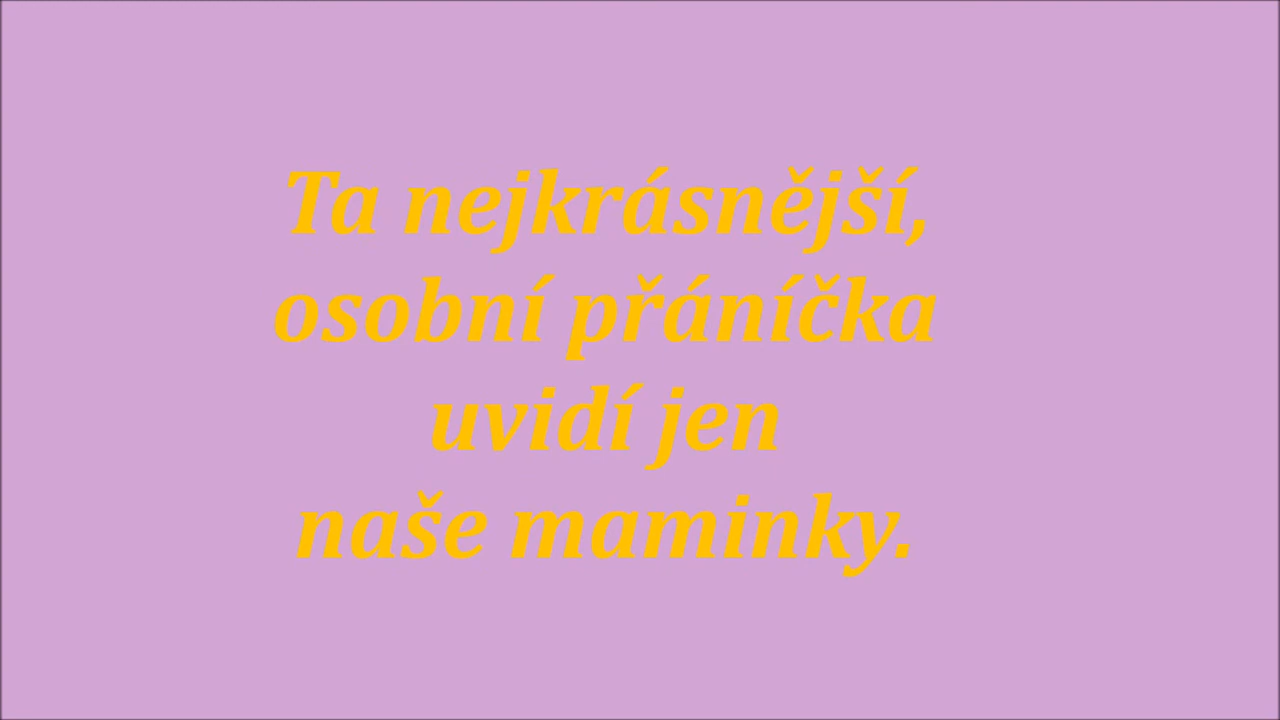 Ta nejkrásnější,
osobní přáníčka
uvidí jen
naše maminky.